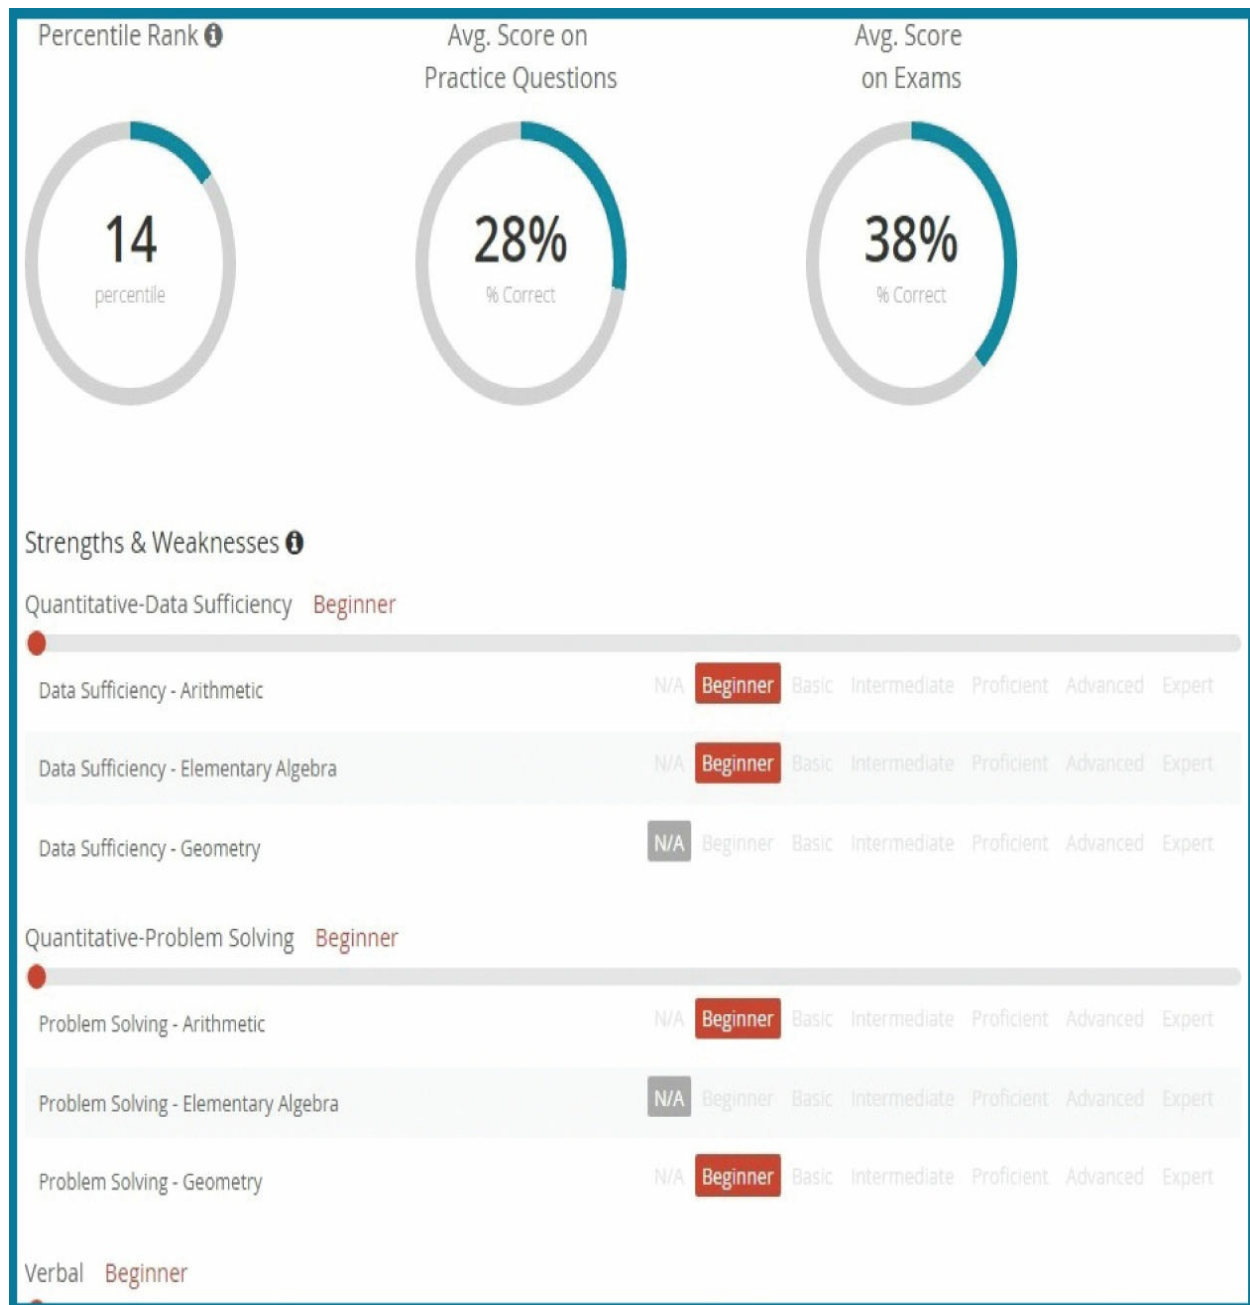 Percentile Rank
Avg. Score on
Practice Questions
Avg. Score
on Exams
14
percentile
28%
% Correct
38%
% Correct
Strengths & Weaknesses
Quantitative-Data Sufficiency Beginner
Data Sufficiency - Arithmetic N/A Beginner Basic Intermediate Proficient Advanced Expert
Data Sufficiency - Elementary Algebra N/A Beginner Basic Intermediate Proficient Advanced Expert
Data Sufficiency - Geometry N/A Beginner Basic Intermediate Proficient Advanced Expert
Quantitative-Problem Solving Beginner
Problem Solving - Arithmetic N/A Beginner Basic Intermediate Proficient Advanced Expert
Problem Solving - Elementary Algebra N/A Beginner Basic Intermediate Proficient Advanced Expert
Problem Solving - Geometry N/A Beginner Basic Intermediate Proficient Advanced Expert
Verbal Beginner